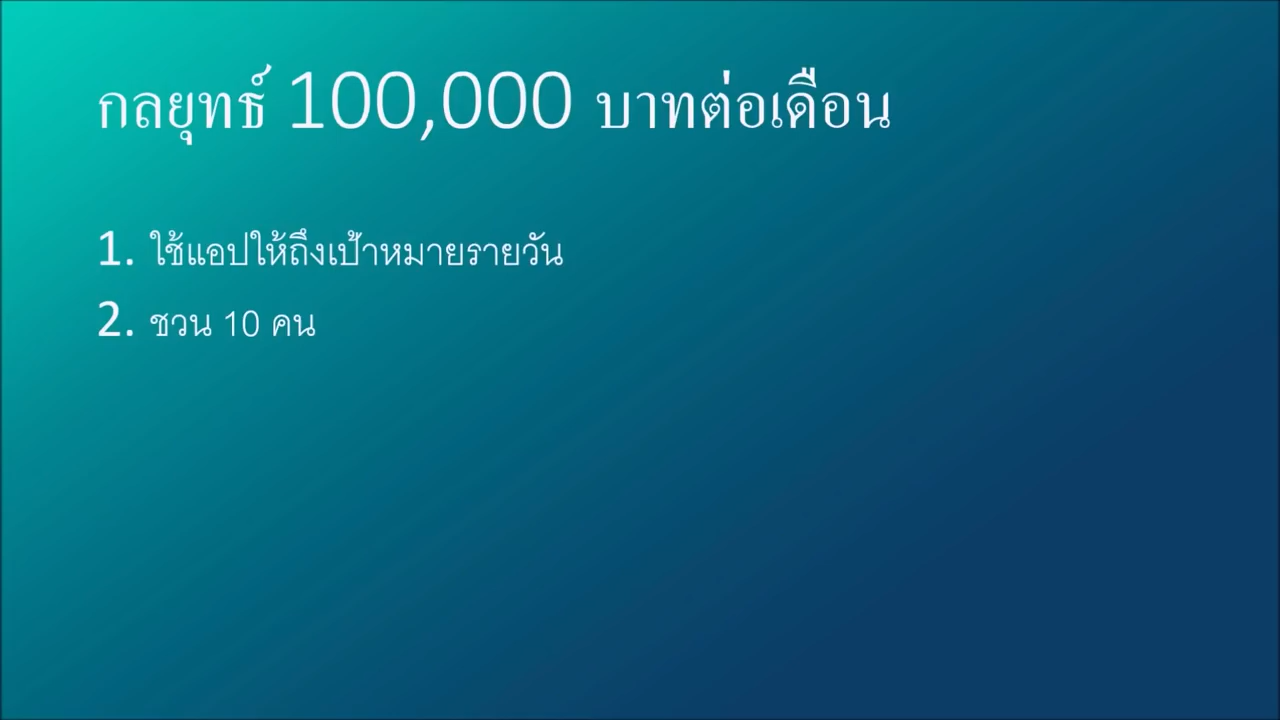 กลยุทธ์ 100,000 บาทต่อเดือน
1. ใช้แอปให้ถึงเป้าหมายรายวัน
2. ชวน 10 คน